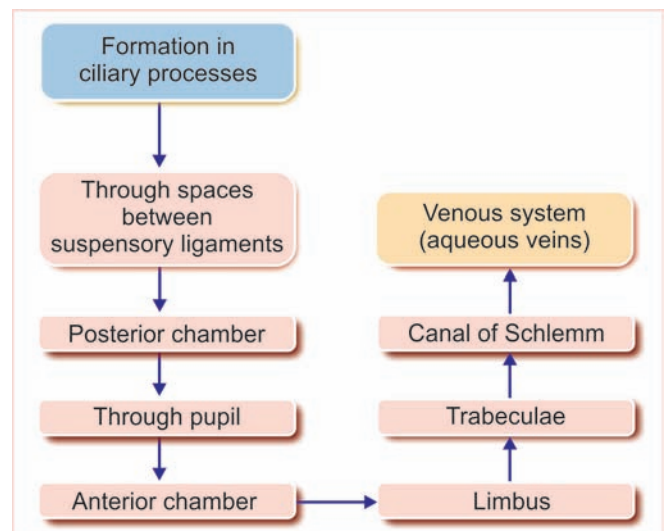 Formation in
ciliary processes
Through spaces
between
suspensory ligaments
Posterior chamber
Through pupil
Anterior chamber
Limbus
Trabeculae
Canal of Schlemm
Venous system
(aqueous veins)